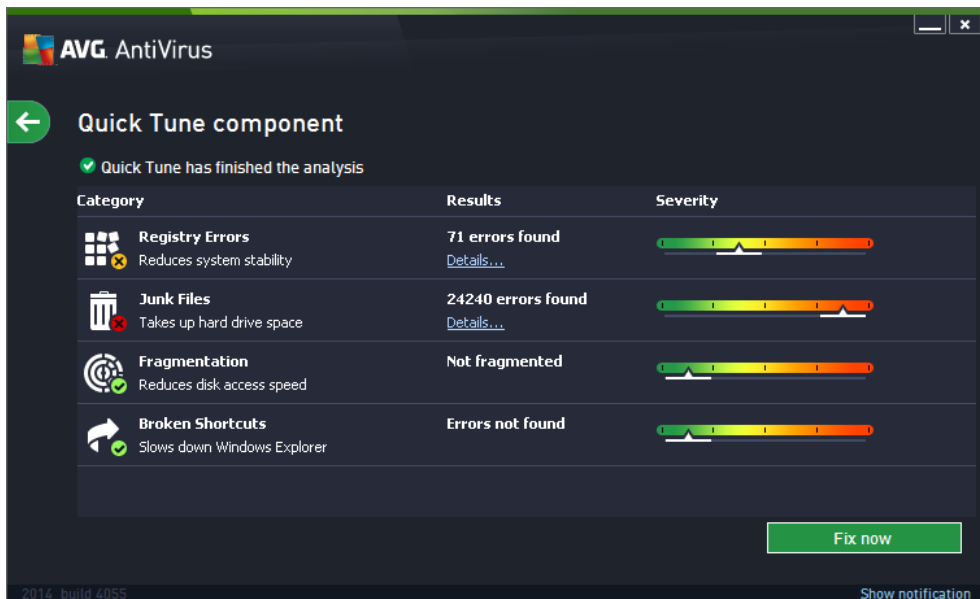 AVG. AntiVirus
Quick Tune component
Quick Tune has finished the analysis
Category Results Severity
Registry Errors 71 errors found
Reduces system stability Details...
Junk Files 24240 errors found
Takes up hard drive space Details...
Fragmentation Not fragmented
Reduces disk access speed
Broken Shortcuts Errors not found
Slows down Windows Explorer
Fix now
2014 build 4055 Show notification